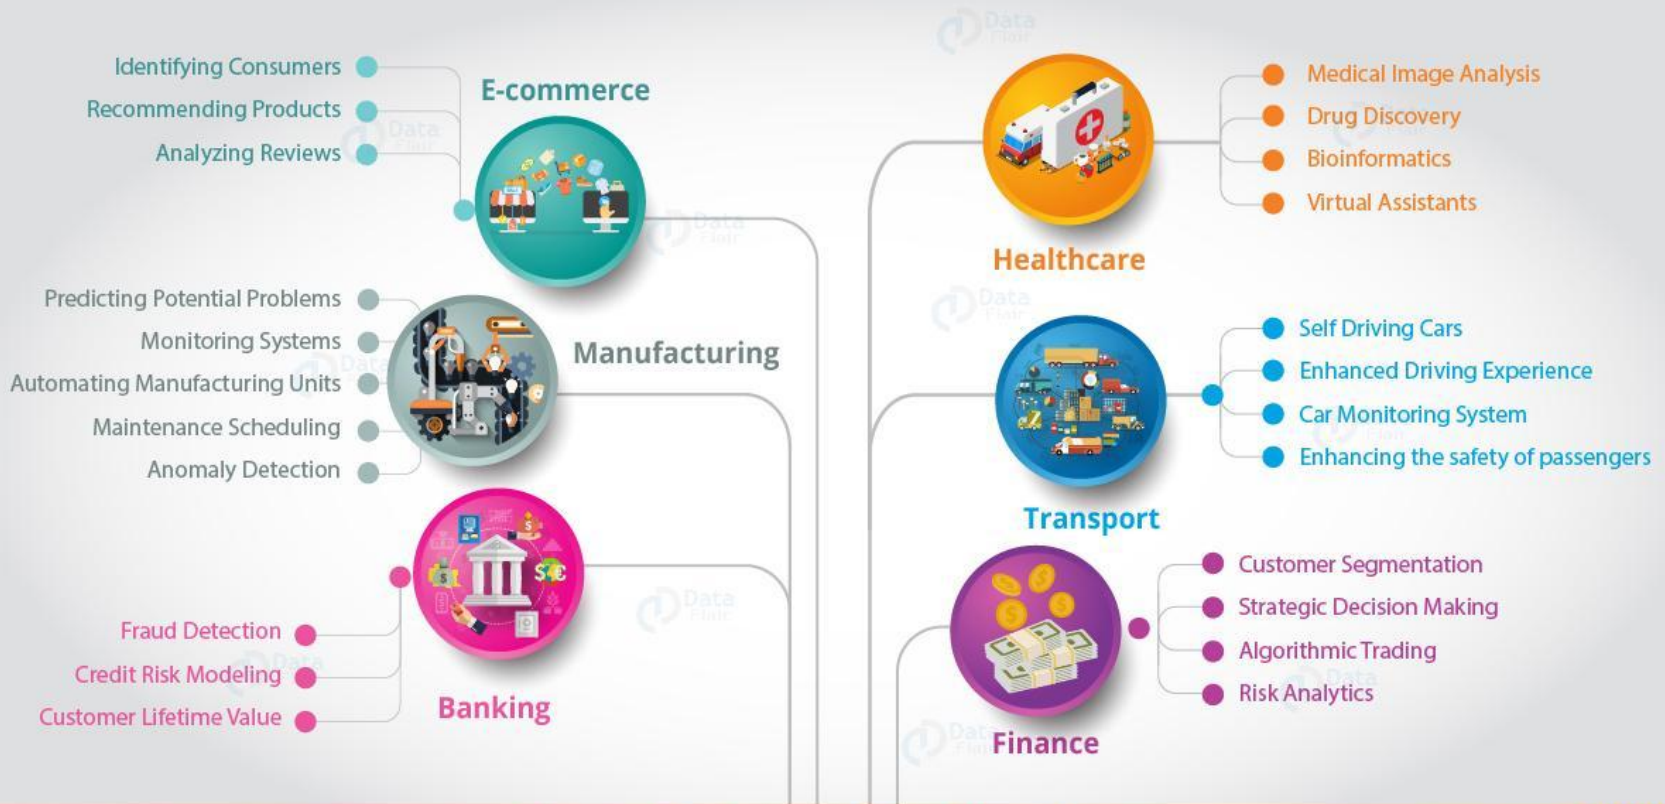 E-commerce
Identifying Consumers
Recommending Products
Analyzing Reviews
Manufacturing
Predicting Potential Problems
Monitoring Systems
Automating Manufacturing Units
Maintenance Scheduling
Anomaly Detection
Banking
Fraud Detection
Credit Risk Modeling
Customer Lifetime Value
Healthcare
Medical Image Analysis
Drug Discovery
Bioinformatics
Virtual Assistants
Transport
Self Driving Cars
Enhanced Driving Experience
Car Monitoring System
Enhancing the safety of passengers
Finance
Customer Segmentation
Strategic Decision Making
Algorithmic Trading
Risk Analytics
Data
Flair